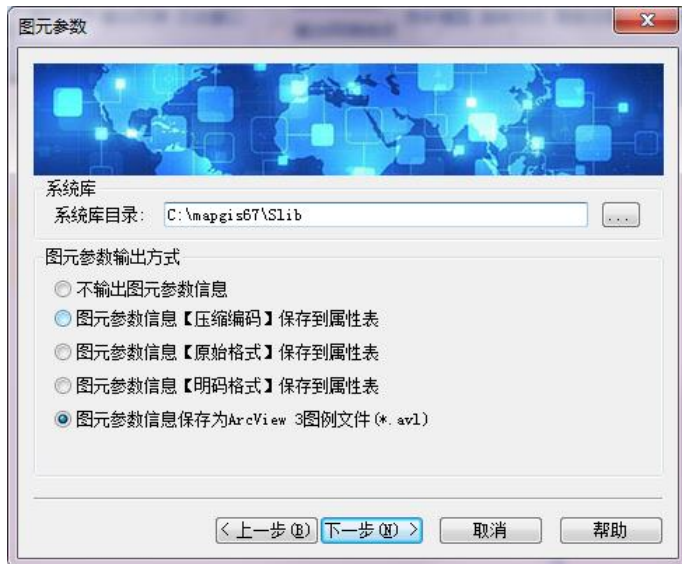 图元参数
系统库
系统库目录: C:\mapgis67\Slib ...
图元参数输出方式
不输出图元参数信息
图元参数信息【压缩编码】保存到属性表
图元参数信息【原始格式】保存到属性表
图元参数信息【明码格式】保存到属性表
图元参数信息保存为ArcView 3图例文件(*.avl)
< 上一步(B) 下一步(N) > 取消 帮助